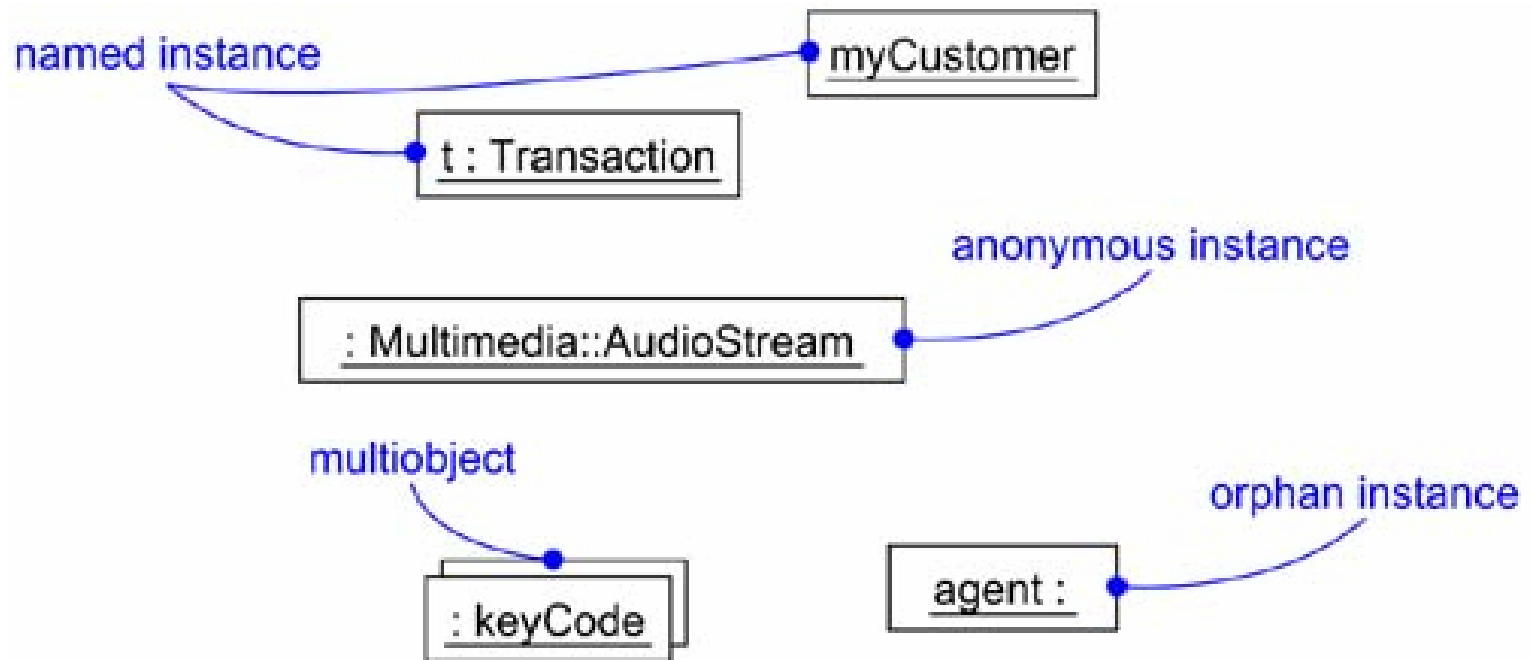 named instance
myCustomer
t : Transaction
anonymous instance
: Multimedia::AudioStream
multiobject
orphan instance
agent :
: keyCode